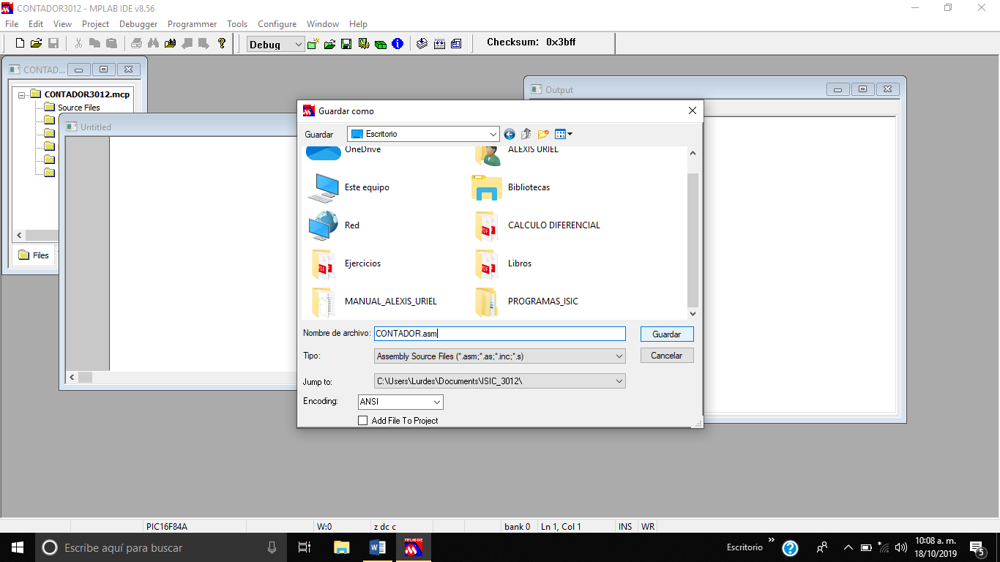 CONTADOR3012 - MPLAB IDE v8.56
File Edit View Project Debugger Programmer Tools Configure Window Help
Debug
Checksum: 0x3bff
CONTAD...
CONTADOR3012.mcp
Source Files
Files
Untitled
Output
Guardar como
Guardar
Escritorio
OneDrive
ALEXIS URIEL
Este equipo
Bibliotecas
Red
CALCULO DIFERENCIAL
Ejercicios
Libros
MANUAL_ALEXIS_URIEL
PROGRAMAS_ISIC
Nombre de archivo: CONTADOR.asm
Guardar
Tipo: Assembly Source Files (*.asm;*.as;*.inc;*.s)
Cancelar
Jump to: C:\Users\Lurdes\Documents\ISIC_3012\
Encoding: ANSI
Add File To Project
PIC16F84A W:0 z dc c bank 0 Ln 1, Col 1 INS WR
Escribe aquí para buscar
MPLAB IDE
Escritorio
10:08 a. m.
18/10/2019
5